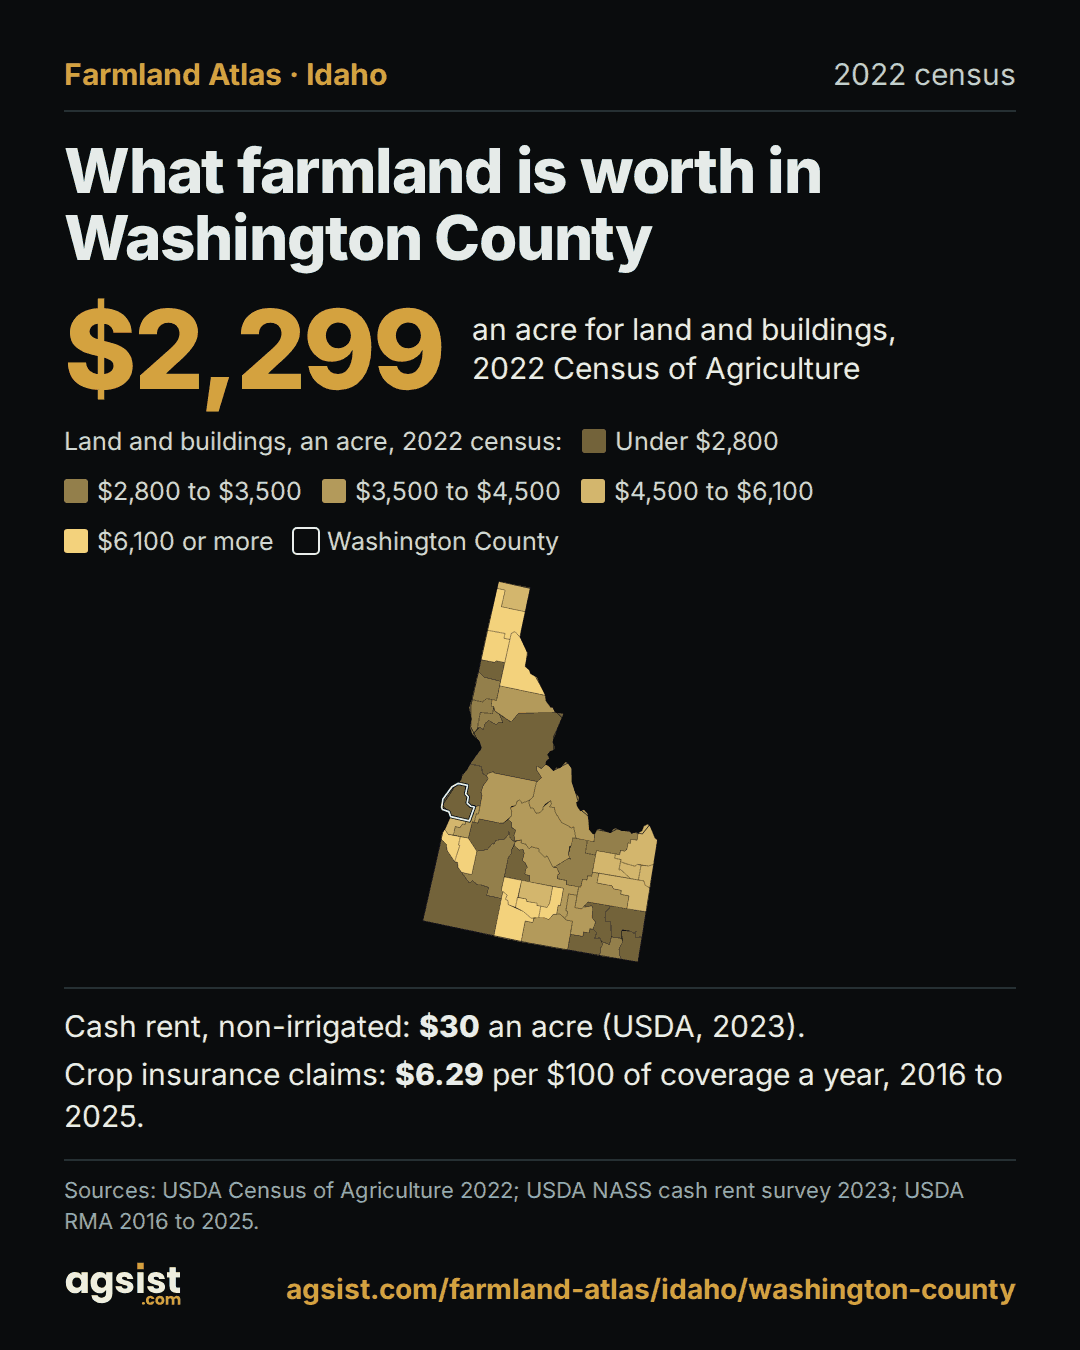 Farmland Atlas · Idaho
2022 census
What farmland is worth in
Washington County
$2,299
an acre for land and buildings,
2022 Census of Agriculture
Land and buildings, an acre, 2022 census: Under $2,800
$2,800 to $3,500 $3,500 to $4,500 $4,500 to $6,100
$6,100 or more Washington County
Cash rent, non-irrigated: $30 an acre (USDA, 2023).
Crop insurance claims: $6.29 per $100 of coverage a year, 2016 to
2025.
Sources: USDA Census of Agriculture 2022; USDA NASS cash rent survey 2023; USDA
RMA 2016 to 2025.
agsist
.com
agsist.com/farmland-atlas/idaho/washington-county